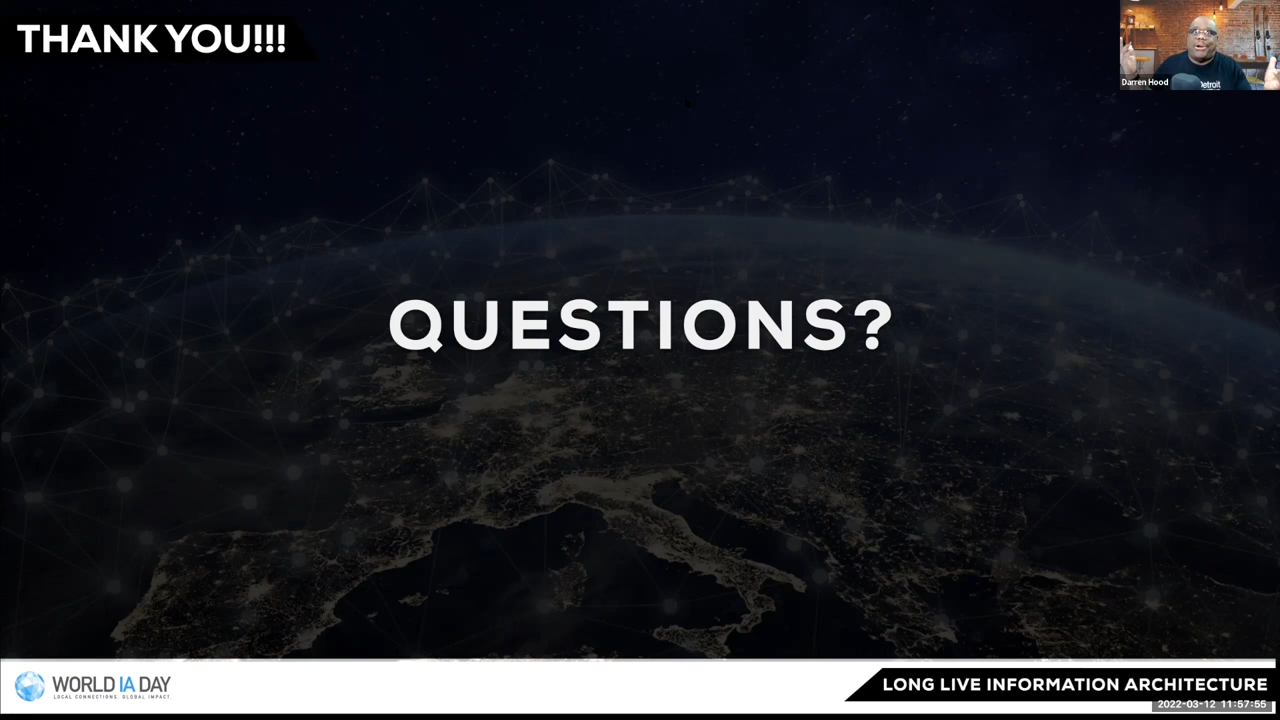 THANK YOU!!!
Darren Hood
Detroit
QUESTIONS?
WORLD IA DAY
LOCAL CONNECTIONS. GLOBAL IMPACT.
LONG LIVE INFORMATION ARCHITECTURE
2022-03-12 11:57:55